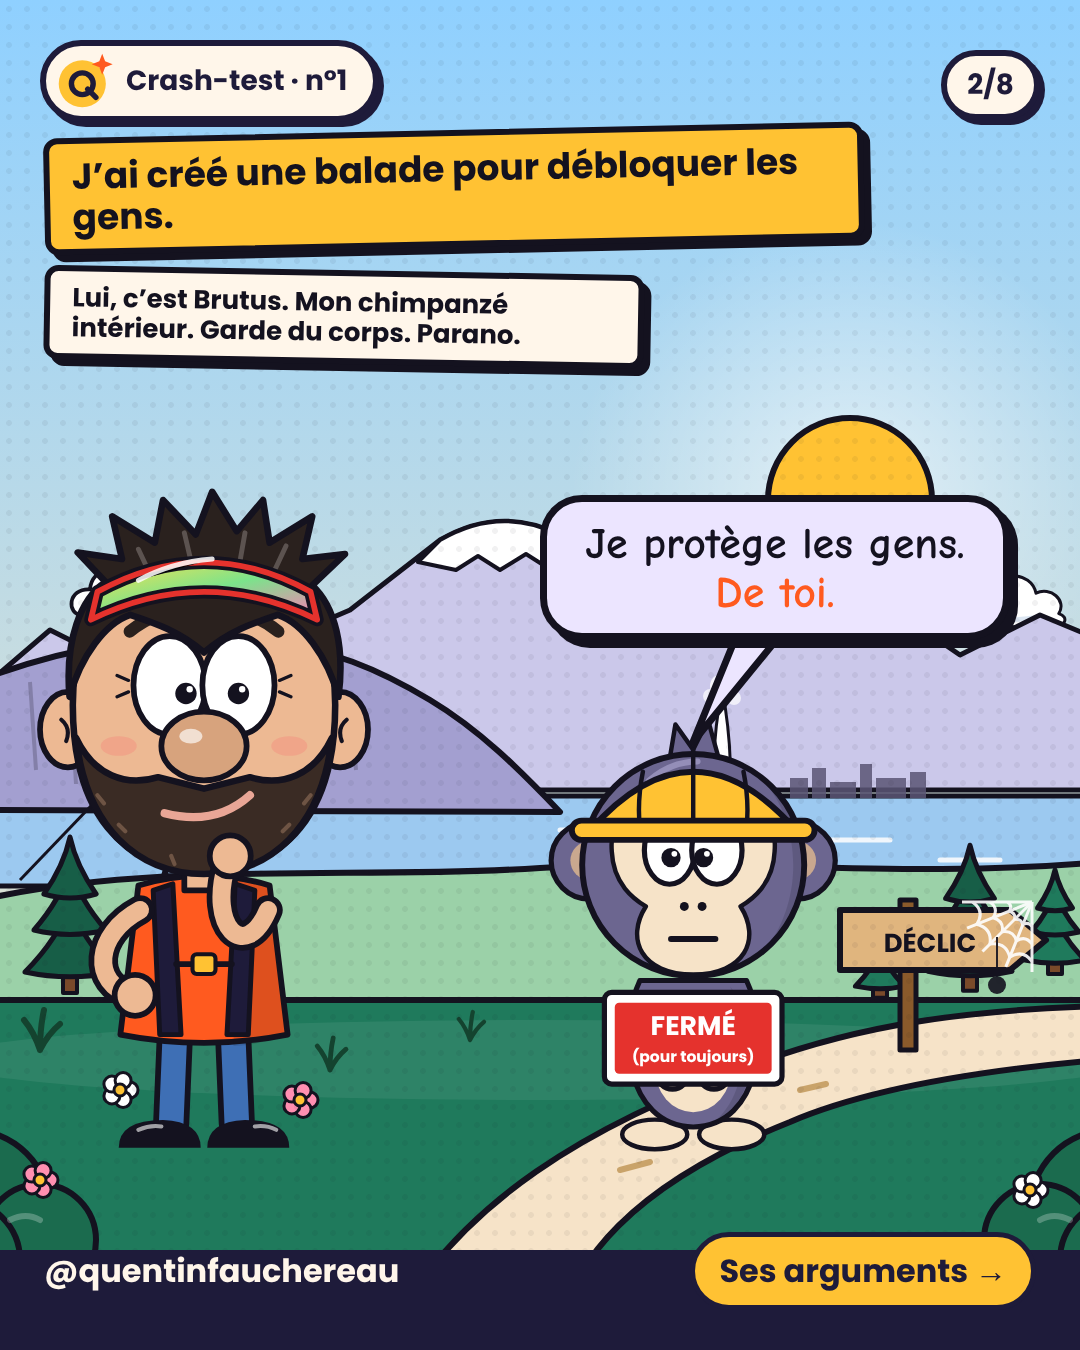 Q Crash-test · n°1
2/8
J’ai créé une balade pour débloquer les
gens.
Lui, c’est Brutus. Mon chimpanzé
intérieur. Garde du corps. Parano.
Je protège les gens.
De toi.
DÉCLIC
FERMÉ
(pour toujours)
@quentinfauchereau
Ses arguments →